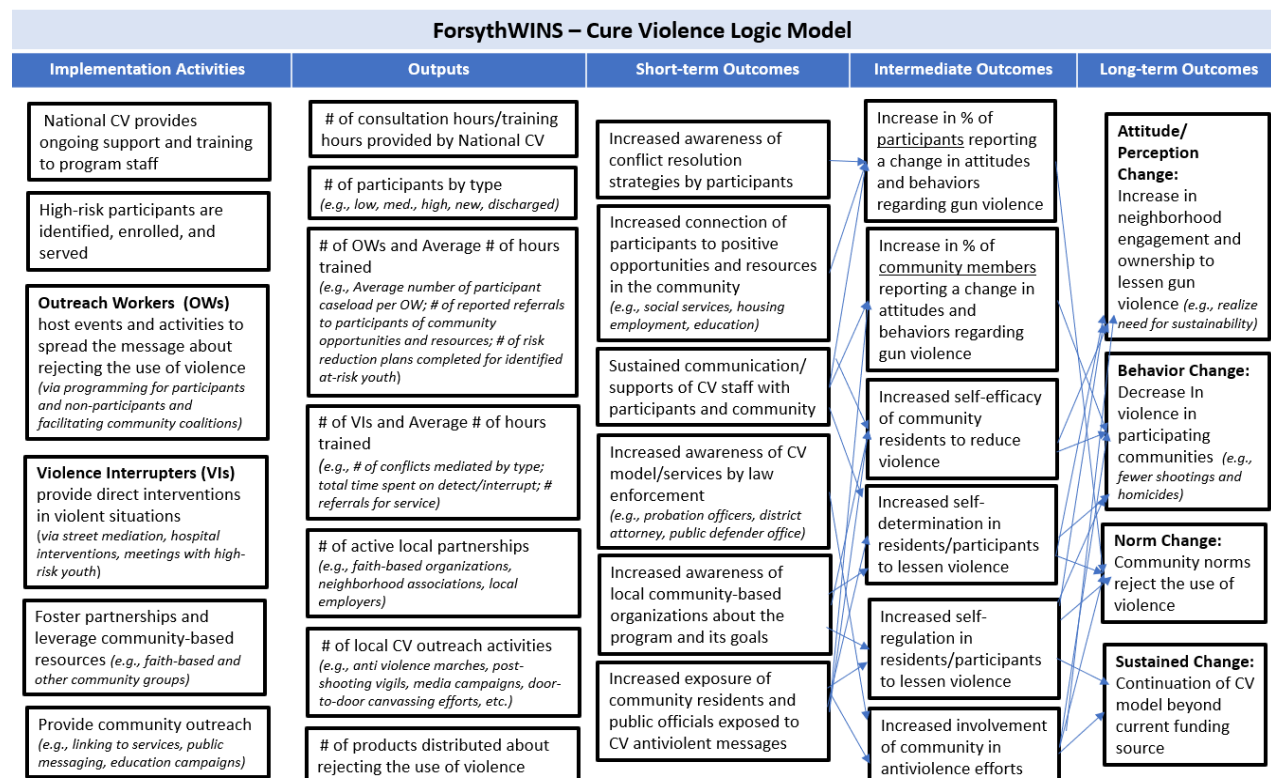 ForsythWINS – Cure Violence Logic Model
Implementation Activities
Outputs
Short-term Outcomes
Intermediate Outcomes
Long-term Outcomes
National CV provides
ongoing support and training
to program staff
High-risk participants are
identified, enrolled, and
served
Outreach Workers (OWs)
host events and activities to
spread the message about
rejecting the use of violence
(via programming for participants
and non-participants and
facilitating community coalitions)
Violence Interrupters (VIs)
provide direct interventions
in violent situations
(via street mediation, hospital
interventions, meetings with high-
risk youth)
Foster partnerships and
leverage community-based
resources (e.g., faith-based and
other community groups)
Provide community outreach
(e.g., linking to services, public
messaging, education campaigns)
# of consultation hours/training
hours provided by National CV
# of participants by type
(e.g., low, med., high, new, discharged)
# of OWs and Average # of hours
trained
(e.g., Average number of participant
caseload per OW; # of reported referrals
to participants of community
opportunities and resources; # of risk
reduction plans completed for identified
at-risk youth)
# of VIs and Average # of hours
trained
(e.g., # of conflicts mediated by type;
total time spent on detect/interrupt; #
referrals for service)
# of active local partnerships
(e.g., faith-based organizations,
neighborhood associations, local
employers)
# of local CV outreach activities
(e.g., anti violence marches, post-
shooting vigils, media campaigns, door-
to-door canvassing efforts, etc.)
# of products distributed about
rejecting the use of violence
Increased awareness of
conflict resolution
strategies by participants
Increased connection of
participants to positive
opportunities and resources
in the community
(e.g., social services, housing
employment, education)
Sustained communication/
supports of CV staff with
participants and community
Increased awareness of CV
model/services by law
enforcement
(e.g., probation officers, district
attorney, public defender office)
Increased awareness of
local community-based
organizations about the
program and its goals
Increased exposure of
community residents and
public officials exposed to
CV antiviolent messages
Increase in % of
participants reporting
a change in attitudes
and behaviors
regarding gun violence
Increase in % of
community members
reporting a change in
attitudes and
behaviors regarding
gun violence
Increased self-efficacy
of community
residents to reduce
violence
Increased self-
determination in
residents/participants
to lessen violence
Increased self-
regulation in
residents/participants
to lessen violence
Increased involvement
of community in
antiviolence efforts
Attitude/
Perception
Change:
Increase in
neighborhood
engagement and
ownership to
lessen gun
violence (e.g., realize
need for sustainability)
Behavior Change:
Decrease In
violence in
participating
communities (e.g.,
fewer shootings and
homicides)
Norm Change:
Community norms
reject the use of
violence
Sustained Change:
Continuation of CV
model beyond
current funding
source